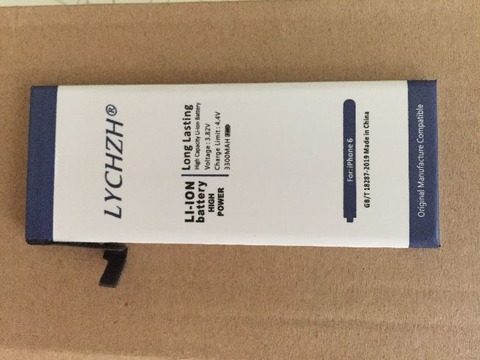 LYCHZH®
LI-ION
battery
HIGH
POWER
Long Lasting
High Capacity Li-ion Battery
Voltage: 3.82V
Charge Limit: 4.4V
3300MAH
For:iPhone 6
GB/T 18287-2019 Made in China
Original Manufacture Compatible